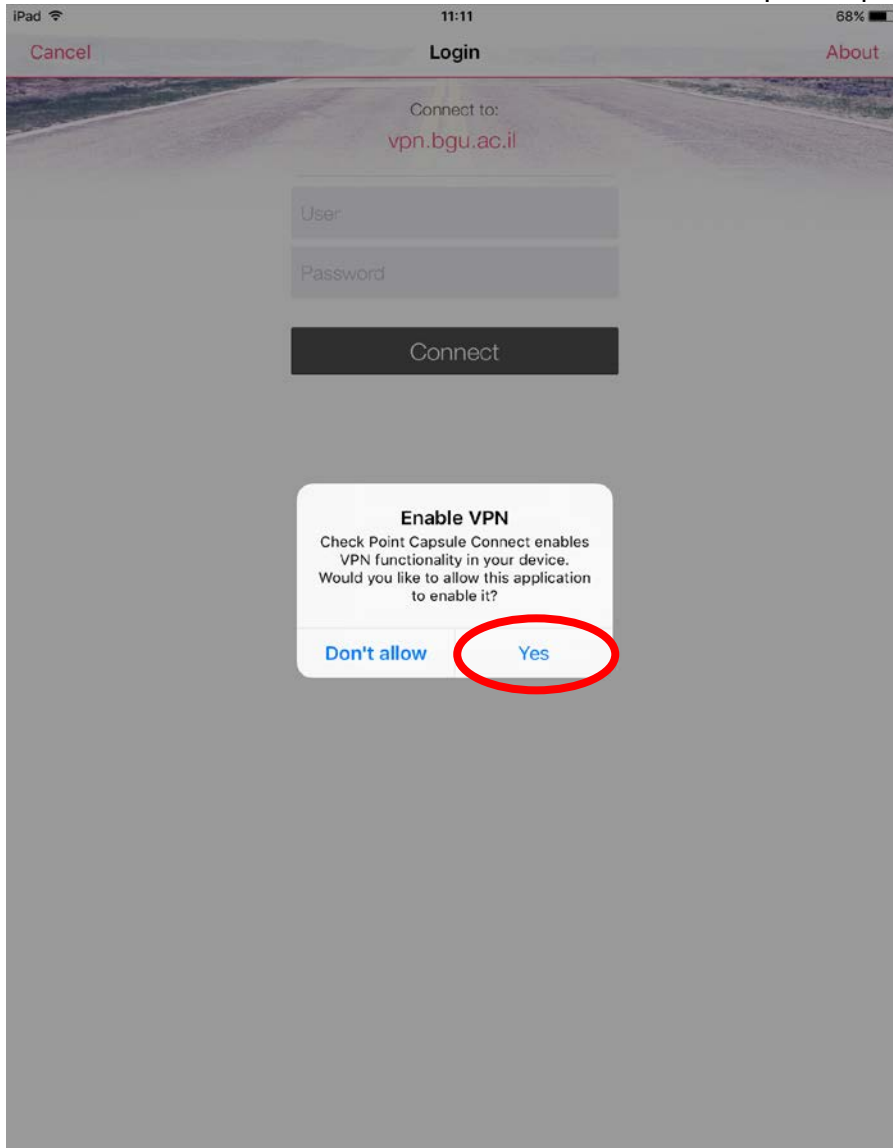 iPad 11:11 68%
Cancel Login About
Connect to:
vpn.bgu.ac.il
User
Password
Connect
Enable VPN
Check Point Capsule Connect enables
VPN functionality in your device.
Would you like to allow this application
to enable it?
Don't allow Yes